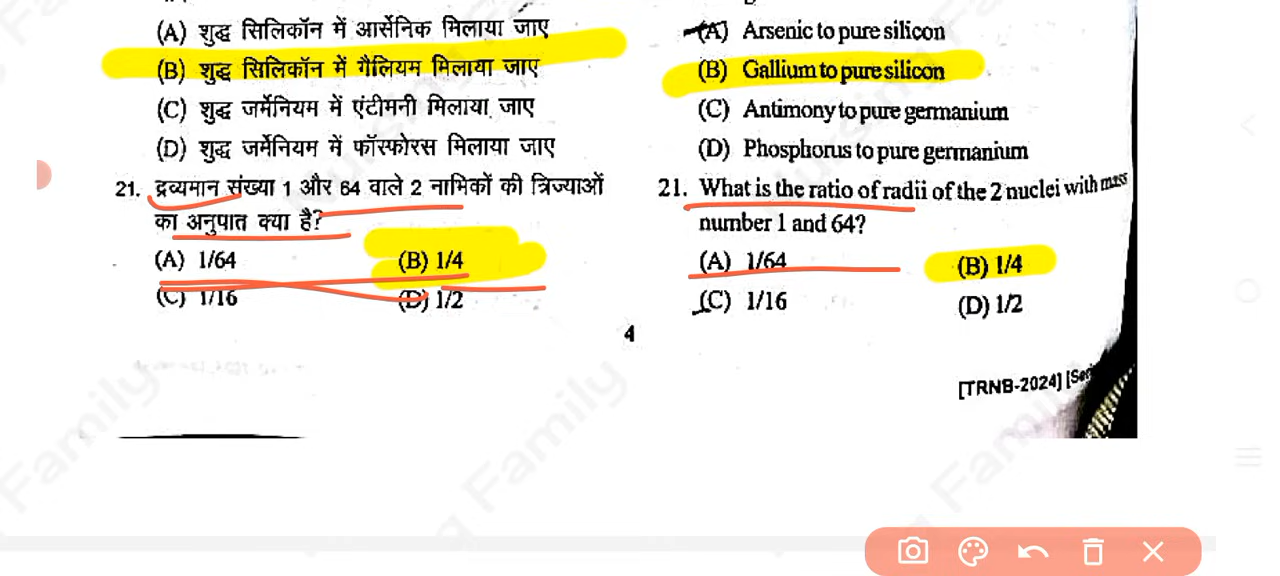 (A) शुद्ध सिलिकॉन में आर्सेनिक मिलाया जाए
(B) शुद्ध सिलिकॉन में गैलियम मिलाया जाए
(C) शुद्ध जर्मेनियम में एंटीमनी मिलाया जाए
(D) शुद्ध जर्मेनियम में फॉस्फोरस मिलाया जाए
21. द्रव्यमान संख्या 1 और 64 वाले 2 नाभिकों की त्रिज्याओं
का अनुपात क्या है?
(A) 1/64 (B) 1/4
(C) 1/16 (D) 1/2
(A) Arsenic to pure silicon
(B) Gallium to pure silicon
(C) Antimony to pure germanium
(D) Phosphorus to pure germanium
21. What is the ratio of radii of the 2 nuclei with mass
number 1 and 64?
(A) 1/64 (B) 1/4
(C) 1/16 (D) 1/2
4
[TRNB-2024]
Family
Family
Family